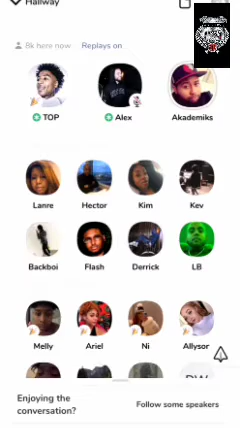 Hallway
8k here now Replays on
TOP Alex Akademiks
Lanre Hector Kim Kev
Backboi Flash Derrick LB
Melly Ariel Ni Allysor
Enjoying the
conversation?
Follow some speakers